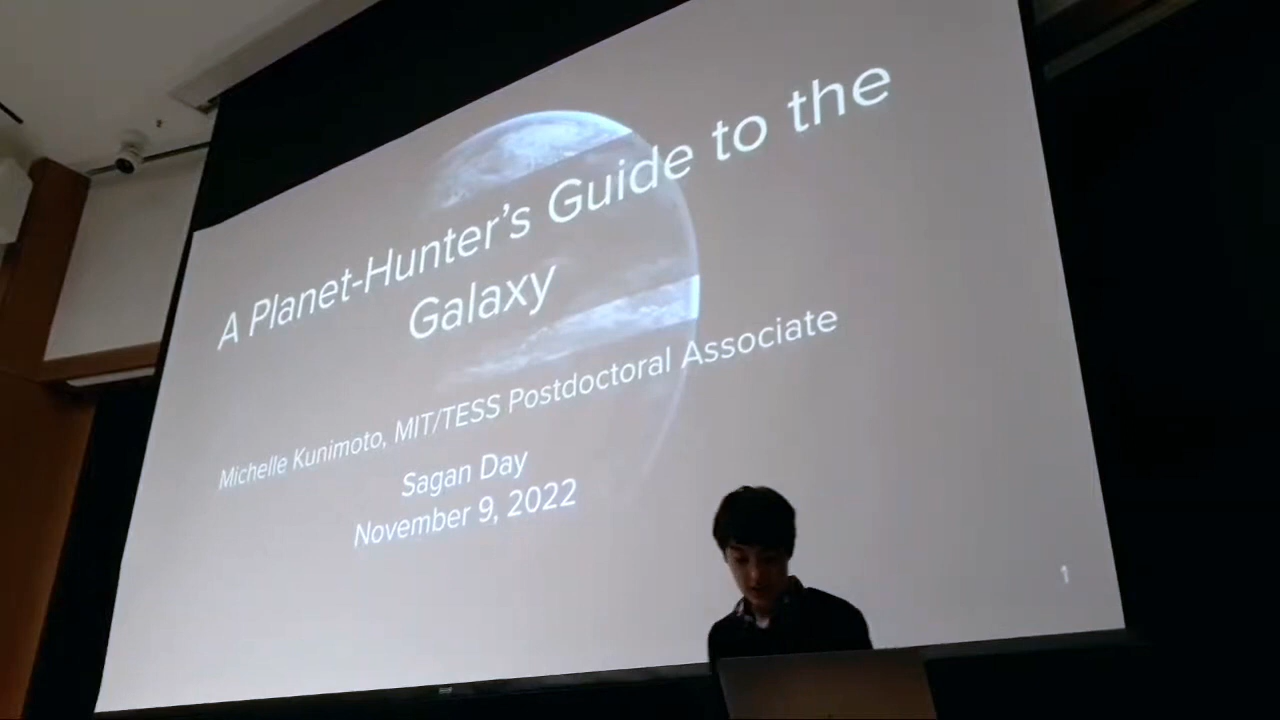 A Planet-Hunter's Guide to the
Galaxy
Michelle Kunimoto, MIT/TESS Postdoctoral Associate
Sagan Day
November 9, 2022
1